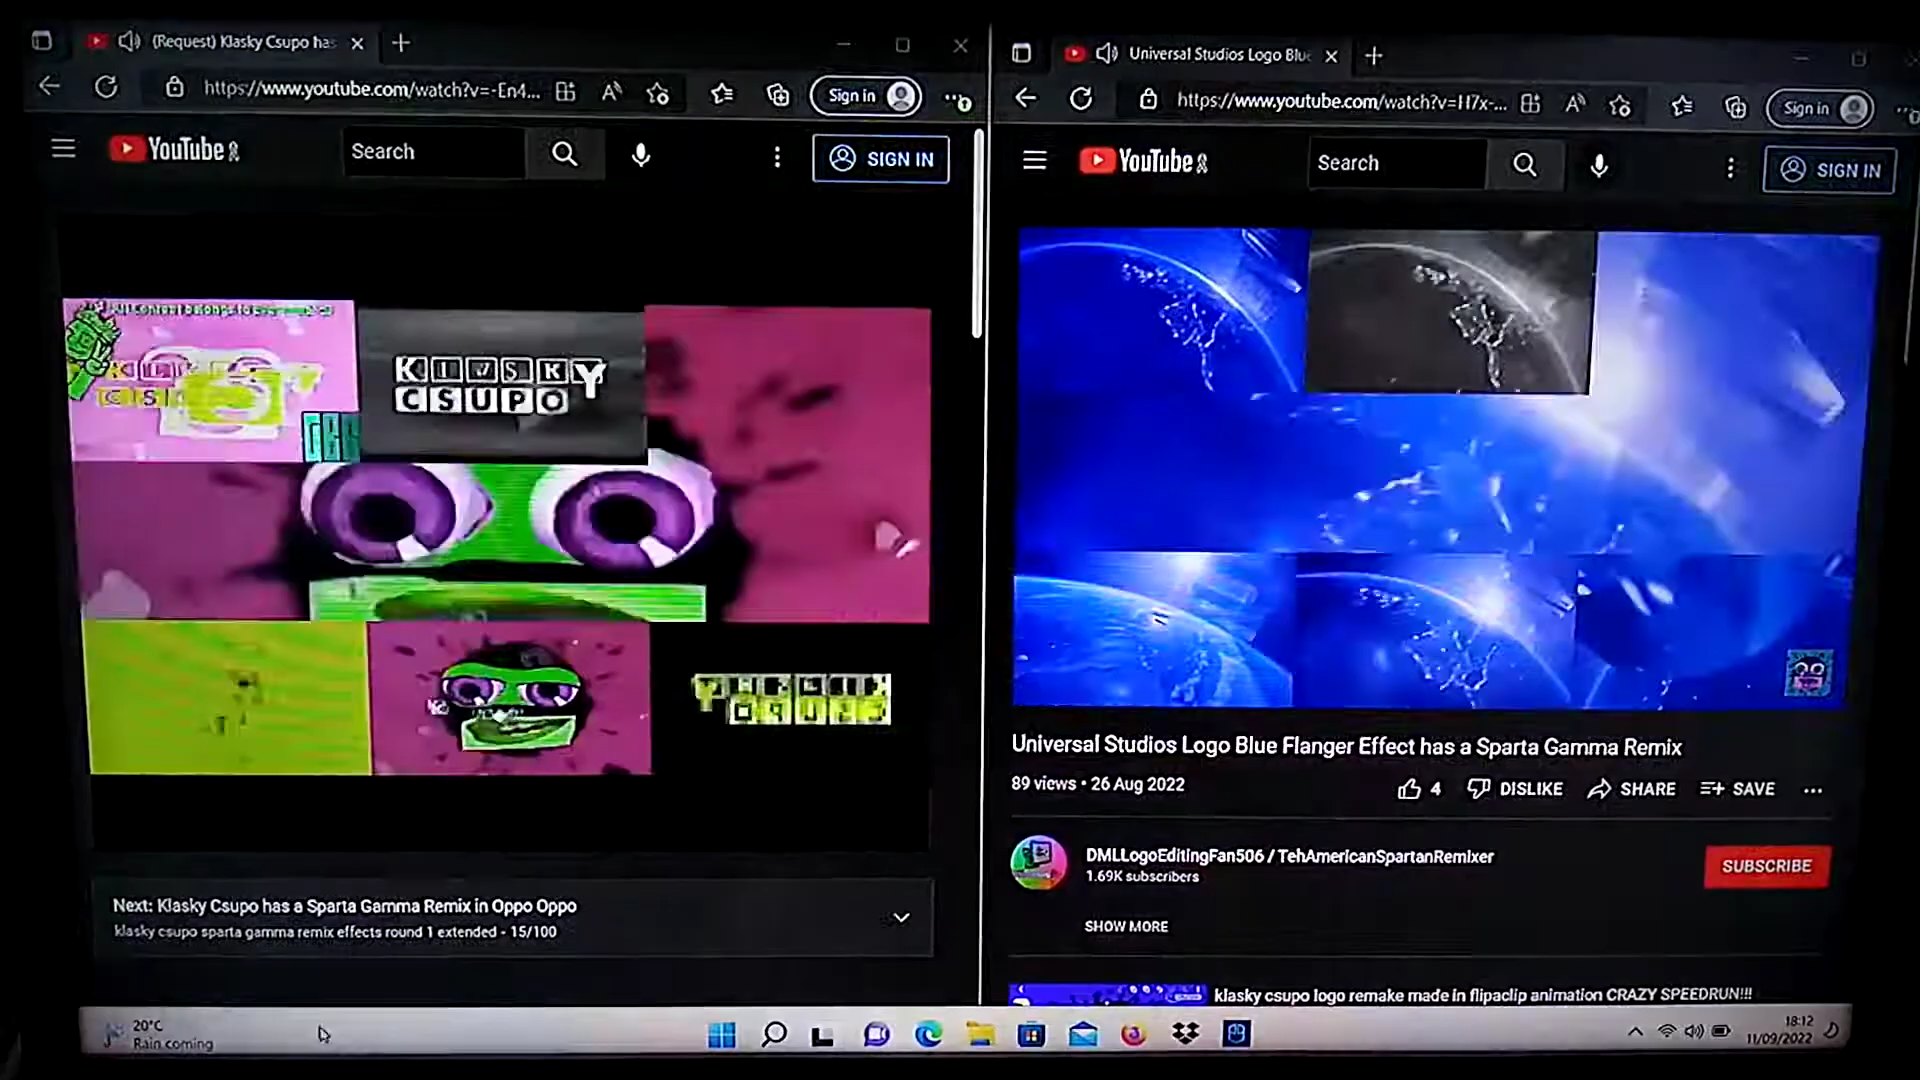 (Request) Klasky Csupo has
https://www.youtube.com/watch?v=-En4...
Sign in
YouTube
Search
SIGN IN
KLASKY
CSUPO
Next: Klasky Csupo has a Sparta Gamma Remix in Oppo Oppo
klasky csupo sparta gamma remix effects round 1 extended - 15/100
Universal Studios Logo Blue
https://www.youtube.com/watch?v=H7x-...
Sign in
YouTube
Search
SIGN IN
Universal Studios Logo Blue Flanger Effect has a Sparta Gamma Remix
89 views • 26 Aug 2022
4
DISLIKE
SHARE
SAVE
DMLLogoEditingFan506 / TehAmericanSpartanRemixer
1.69K subscribers
SUBSCRIBE
SHOW MORE
klasky csupo logo remake made in flipaclip animation CRAZY SPEEDRUN!!!
20°C
Rain coming
18:12
11/09/2022